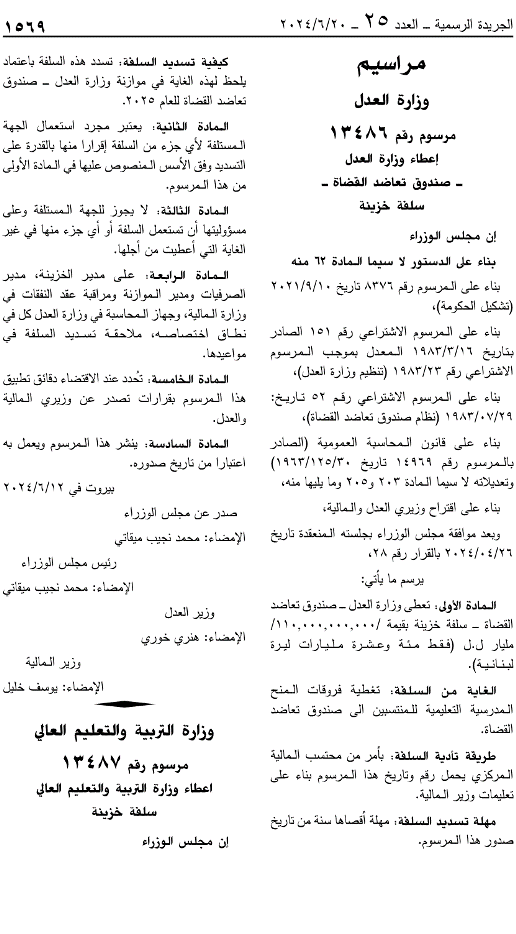 الجريدة الرسمية ــ العدد ٢٥ ــ ٢٠٢٤/٦/٢٠
١٥٦٩
مراسيم
وزارة العدل
مرسوم رقم ١٣٤٨٦
إعطاء وزارة العدل
ــ صندوق تعاضد القضاة ــ
سلفة خزينة
إن مجلس الوزراء
بناء على الدستور لا سيما المادة ٦٢ منه
بناء على المرسوم رقم ٨٣٧٦ تاريخ ٢٠٢١/٩/١٠
(تشكيل الحكومة)،
بناء على المرسوم الاشتراعي رقم ١٥١ الصادر
بتاريخ ١٩٨٣/٣/١٦ المعدل بموجب المرسوم
الاشتراعي رقم ١٩٨٣/٢٣ (تنظيم وزارة العدل)،
بناء على المرسوم الاشتراعي رقم ٥٢ تاريخ:
١٩٨٣/٠٧/٢٩ (نظام صندوق تعاضد القضاة)،
بناء على قانون المحاسبة العمومية (الصادر
بالمرسوم رقم ١٤٩٦٩ تاريخ ١٩٦٣/١٢٥/٣٠)
وتعديلاته لا سيما المادة ٢٠٣ و٢٠٥ وما يليها منه،
بناء على اقتراح وزيري العدل والمالية،
وبعد موافقة مجلس الوزراء بجلسته المنعقدة تاريخ
٢٠٢٤/٠٤/٢٦ بالقرار رقم ٢٨،
يرسم ما يأتي:
المادة الأولى: تعطى وزارة العدل ــ صندوق تعاضد
القضاة ــ سلفة خزينة بقيمة /١١٠,٠٠٠,٠٠٠,٠٠٠/
مليار ل.ل (فقط مئة وعشرة مليارات ليرة
لبنانية).
الغاية من السلفة: تغطية فروقات المنح
المدرسية التعليمية للمنتسبين الى صندوق تعاضد
القضاة.
طريقة تأدية السلفة: بأمر من محتسب المالية
المركزي يحمل رقم وتاريخ هذا المرسوم بناء على
تعليمات وزير المالية.
مهلة تسديد السلفة: مهلة أقصاها سنة من تاريخ
صدور هذا المرسوم.
كيفية تسديد السلفة: تسدد هذه السلفة باعتماد
يلحظ لهذه الغاية في موازنة وزارة العدل ــ صندوق
تعاضد القضاة للعام ٢٠٢٥.
المادة الثانية: يعتبر مجرد استعمال الجهة
المستلفة لأي جزء من السلفة إقرارا منها بالقدرة على
التسديد وفق الأسس المنصوص عليها في المادة الأولى
من هذا المرسوم.
المادة الثالثة: لا يجوز للجهة المستلفة وعلى
مسؤوليتها أن تستعمل السلفة أو أي جزء منها في غير
الغاية التي أعطيت من أجلها.
المادة الرابعة: على مدير الخزينة، مدير
الصرفيات ومدير الموازنة ومراقبة عقد النفقات في
وزارة المالية، وجهاز المحاسبة في وزارة العدل كل في
نطاق اختصاصه، ملاحقة تسديد السلفة في
مواعيدها.
المادة الخامسة: تُحدد عند الاقتضاء دقائق تطبيق
هذا المرسوم بقرارات تصدر عن وزيري المالية
والعدل.
المادة السادسة: ينشر هذا المرسوم ويعمل به
اعتبارا من تاريخ صدوره.
بيروت في ٢٠٢٤/٦/١٢
صدر عن مجلس الوزراء
الإمضاء: محمد نجيب ميقاتي
رئيس مجلس الوزراء
الإمضاء: محمد نجيب ميقاتي
وزير العدل
الإمضاء: هنري خوري
وزير المالية
الإمضاء: يوسف خليل
وزارة التربية والتعليم العالي
مرسوم رقم ١٣٤٨٧
اعطاء وزارة التربية والتعليم العالي
سلفة خزينة
إن مجلس الوزراء